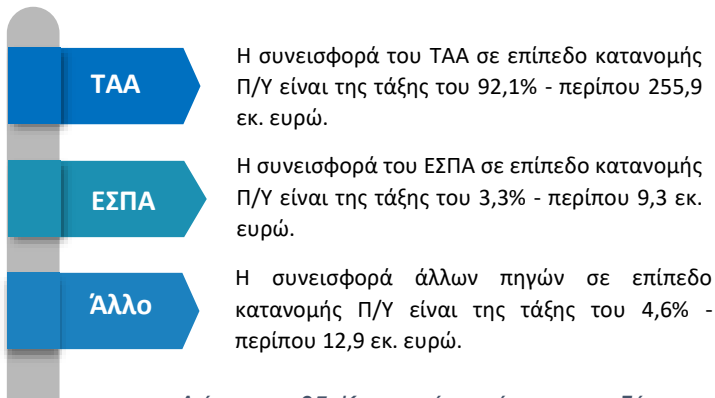 ΤΑΑ
Η συνεισφορά του ΤΑΑ σε επίπεδο κατανομής
Π/Υ είναι της τάξης του 92,1% - περίπου 255,9
εκ. ευρώ.
ΕΣΠΑ
Η συνεισφορά του ΕΣΠΑ σε επίπεδο κατανομής
Π/Υ είναι της τάξης του 3,3% - περίπου 9,3 εκ.
ευρώ.
Άλλο
Η συνεισφορά άλλων πηγών σε επίπεδο
κατανομής Π/Υ είναι της τάξης του 4,6% -
περίπου 12,9 εκ. ευρώ.